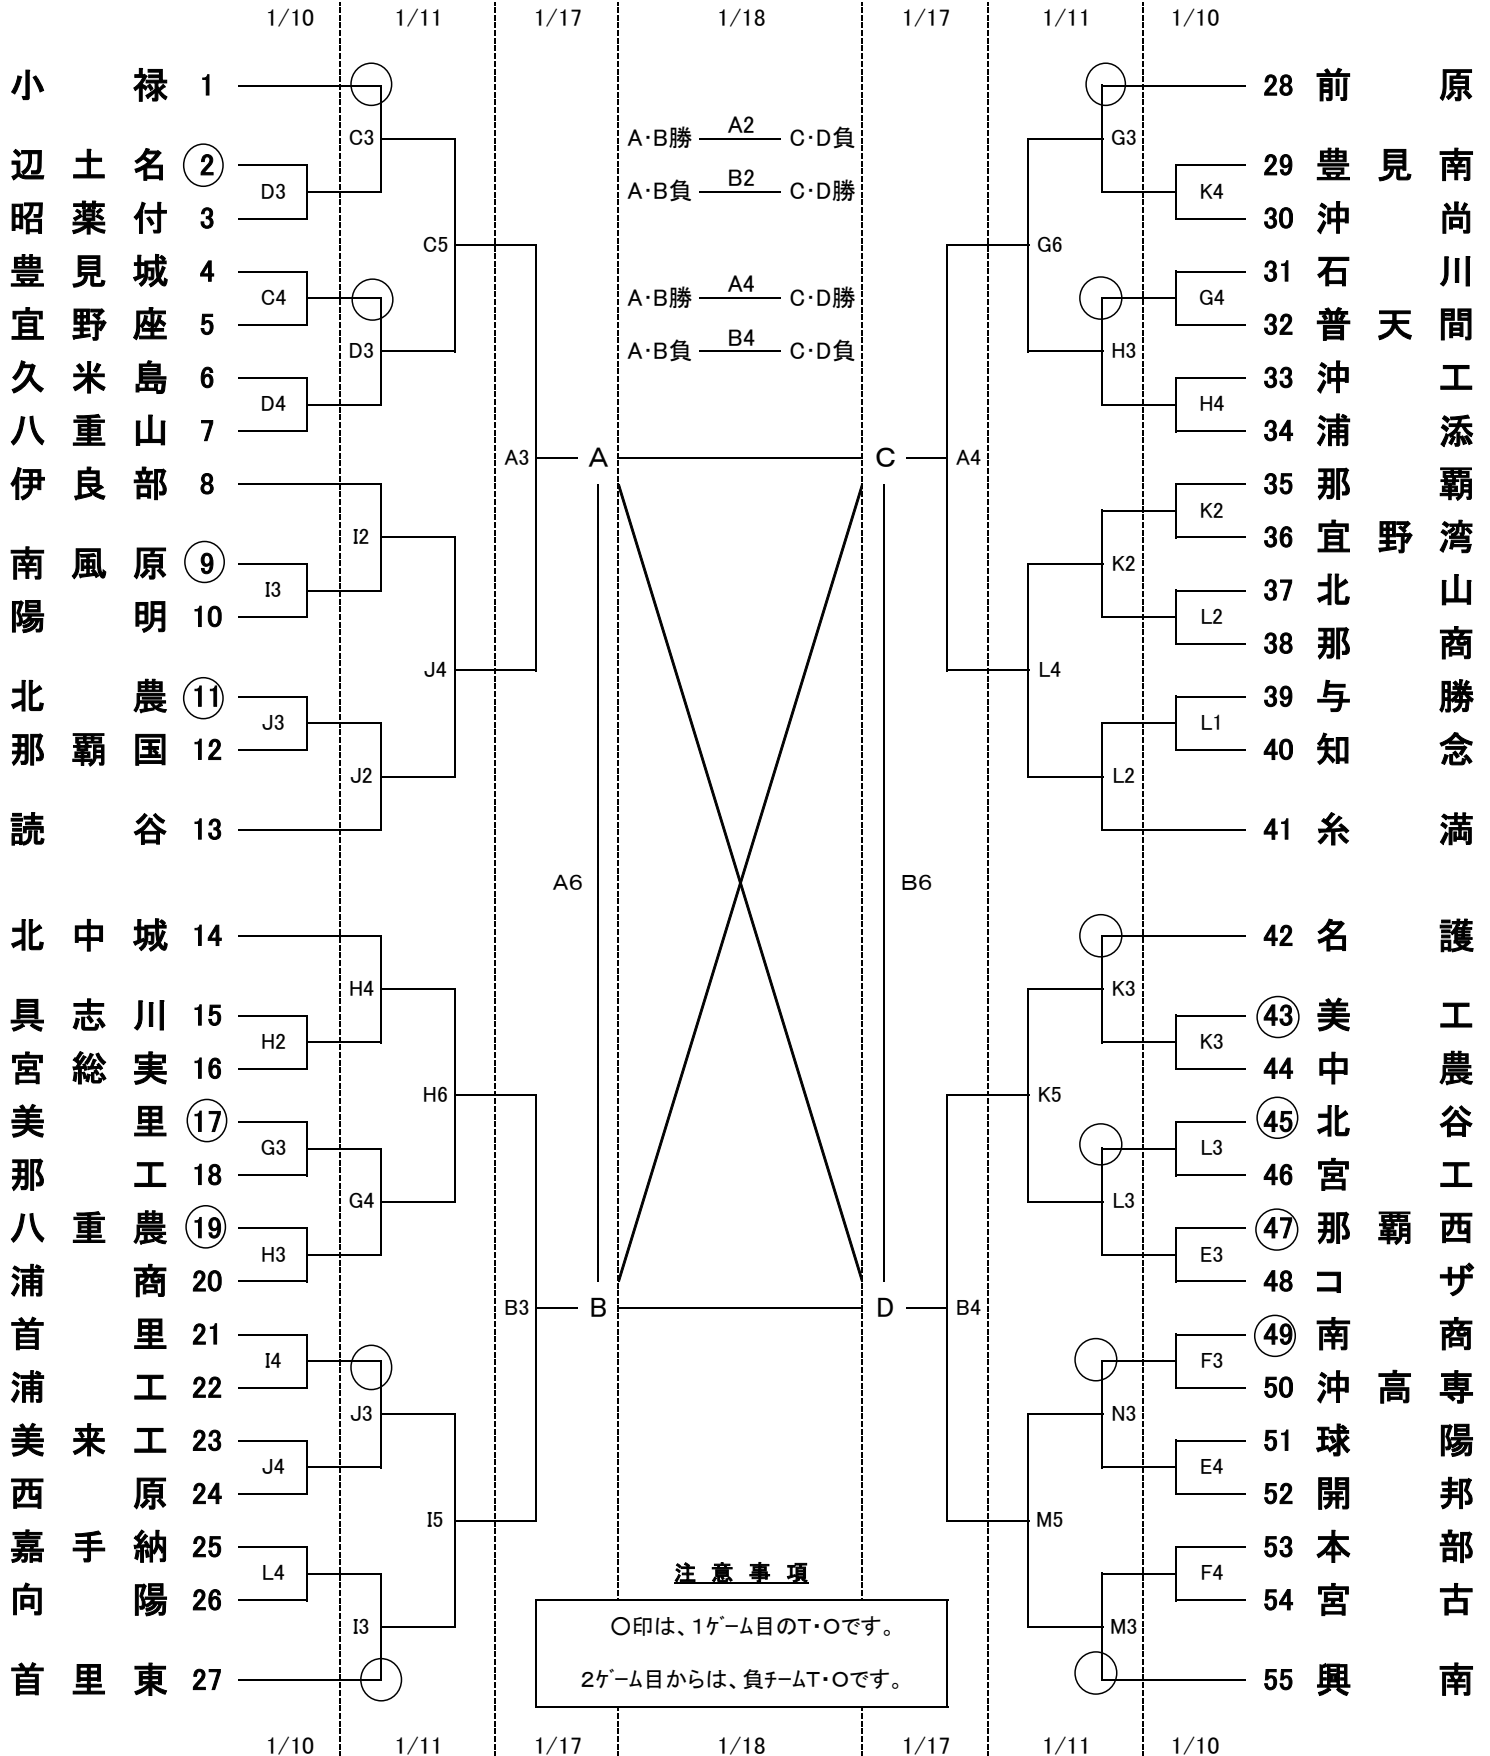 1/10 1/11 1/17 1/18 1/17 1/11 1/10
小禄 1
28 前原
C3
A・B勝 A2 C・D負
G3
辺土名 2
29 豊見南
D3
A・B負 B2 C・D勝
K4
昭薬付 3
30 沖尚
C5
G6
豊見城 4
31 石川
C4
A・B勝 A4 C・D勝
G4
宜野座 5
32 普天間
D3
A・B負 B4 C・D負
H3
久米島 6
33 沖工
D4
H4
八重山 7
34 浦添
A3 A C A4
伊良部 8
35 那覇
K2
I2
36 宜野湾
南風原 9
K2
I3
37 北山
陽明 10
L2
38 那商
J4
L4
北農 11
39 与勝
J3
L1
那覇国 12
40 知念
J2
L2
読谷 13
41 糸満
A6 B6
北中城 14
42 名護
H4
K3
具志川 15
43 美工
H2
K3
宮総実 16
44 中農
H6
K5
美里 17
45 北谷
G3
L3
那工 18
46 宮工
G4
L3
八重農 19
47 那覇西
H3
E3
浦商 20
48 コザ
B3 B D B4
首里 21
49 南商
I4
F3
浦工 22
50 沖高専
J3
N3
美来工 23
51 球陽
J4
E4
西原 24
52 開邦
I5
M5
嘉手納 25
53 本部
L4
注意事項
F4
向陽 26
54 宮古
I3
〇印は、1ゲーム目のT・Oです。
M3
首里東 27
2ゲーム目からは、負チームT・Oです。
55 興南
1/10 1/11 1/17 1/18 1/17 1/11 1/10